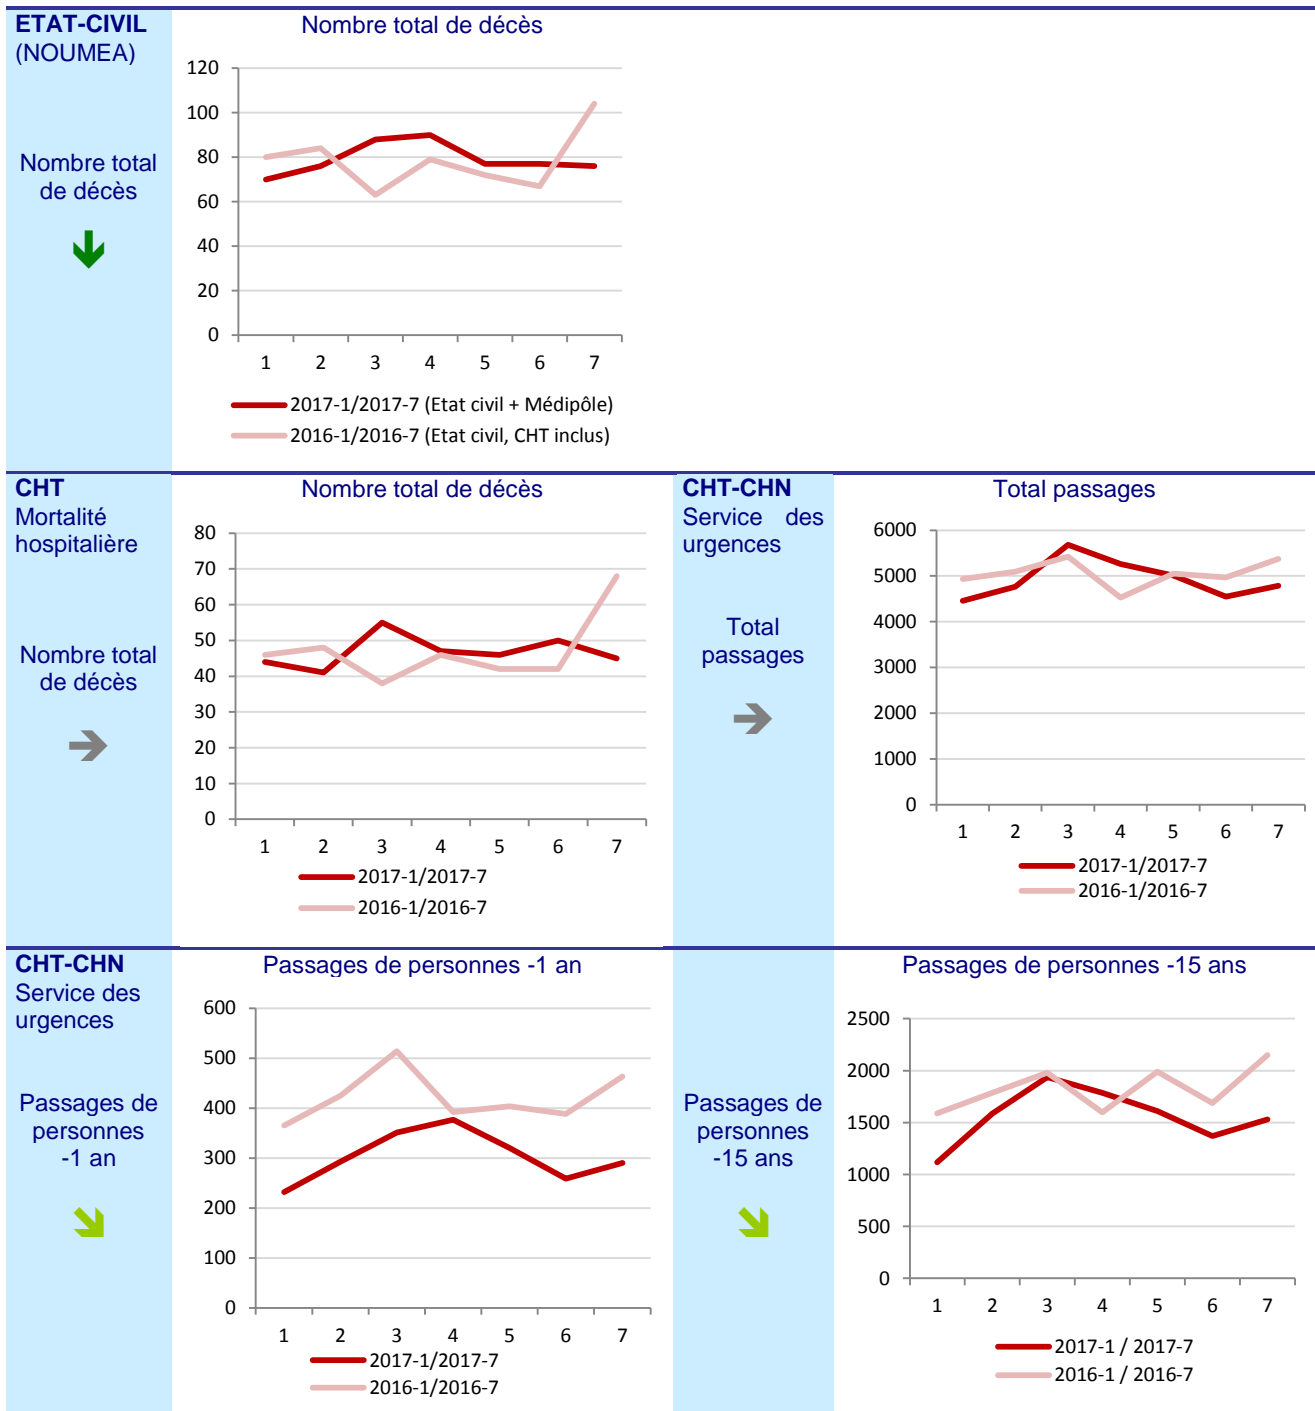 ETAT-CIVIL
(NOUMEA)
Nombre total
de décès
Nombre total de décès
120
100
80
60
40
20
0
1 2 3 4 5 6 7
2017-1/2017-7 (Etat civil + Médipôle)
2016-1/2016-7 (Etat civil, CHT inclus)
CHT
Mortalité
hospitalière
Nombre total
de décès
Nombre total de décès
80
70
60
50
40
30
20
10
0
1 2 3 4 5 6 7
2017-1/2017-7
2016-1/2016-7
CHT-CHN
Service des
urgences
Total
passages
Total passages
6000
5000
4000
3000
2000
1000
0
1 2 3 4 5 6 7
2017-1/2017-7
2016-1/2016-7
CHT-CHN
Service des
urgences
Passages de
personnes
-1 an
Passages de personnes -1 an
600
500
400
300
200
100
0
1 2 3 4 5 6 7
2017-1/2017-7
2016-1/2016-7
Passages de
personnes
-15 ans
Passages de personnes -15 ans
2500
2000
1500
1000
500
0
1 2 3 4 5 6 7
2017-1 / 2017-7
2016-1 / 2016-7